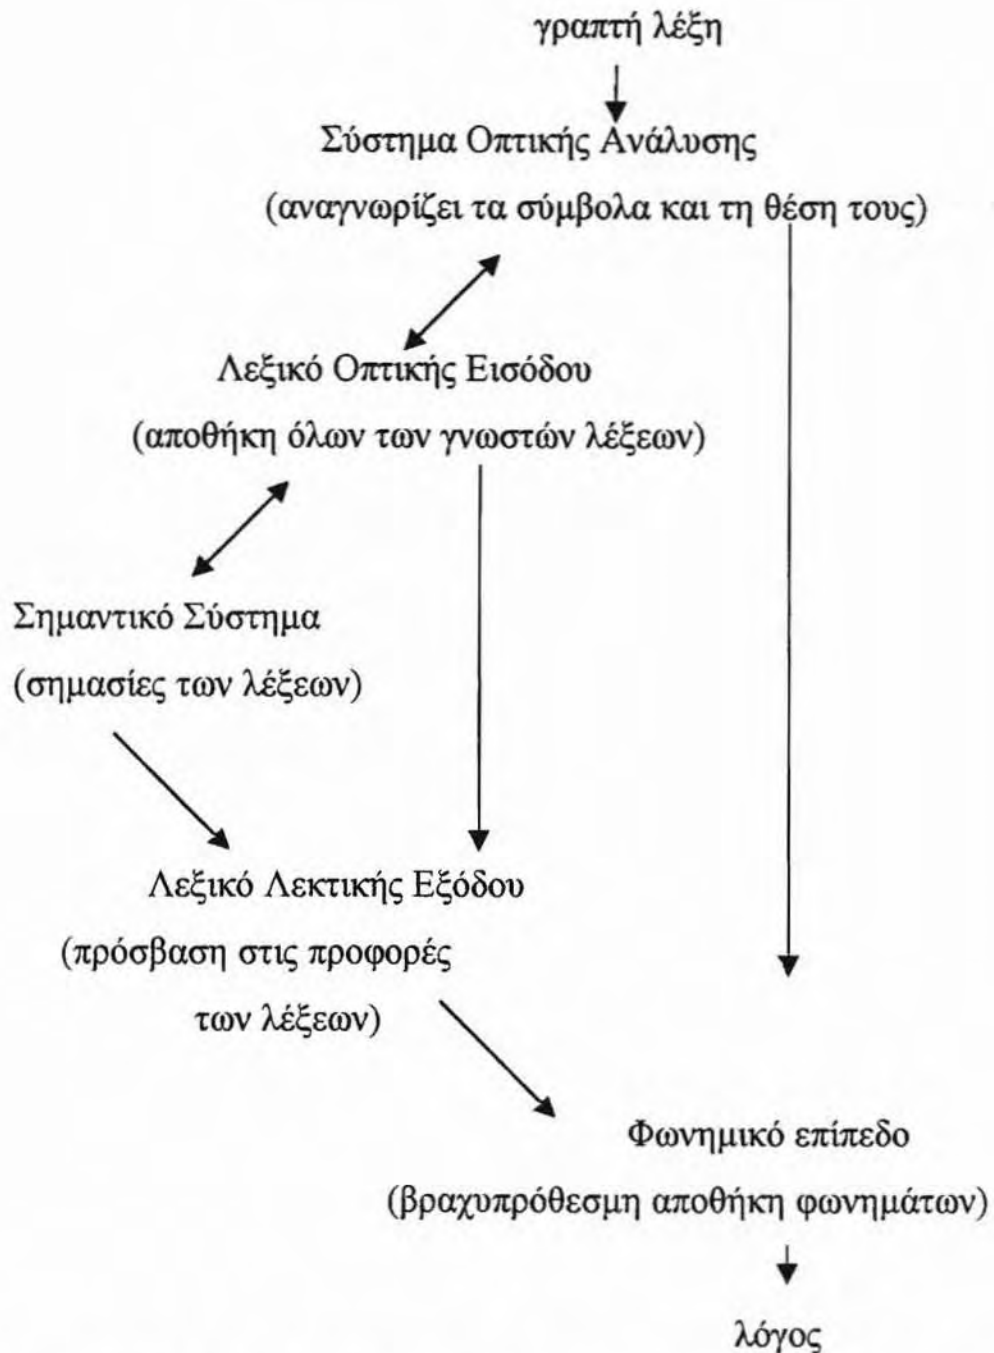 γραπτή λέξη
Σύστημα Οπτικής Ανάλυσης
(αναγνωρίζει τα σύμβολα και τη θέση τους)
Λεξικό Οπτικής Εισόδου
(αποθήκη όλων των γνωστών λέξεων)
Σημαντικό Σύστημα
(σημασίες των λέξεων)
Λεξικό Λεκτικής Εξόδου
(πρόσβαση στις προφορές
των λέξεων)
Φωνημικό επίπεδο
(βραχυπρόθεσμη αποθήκη φωνημάτων)
λόγος